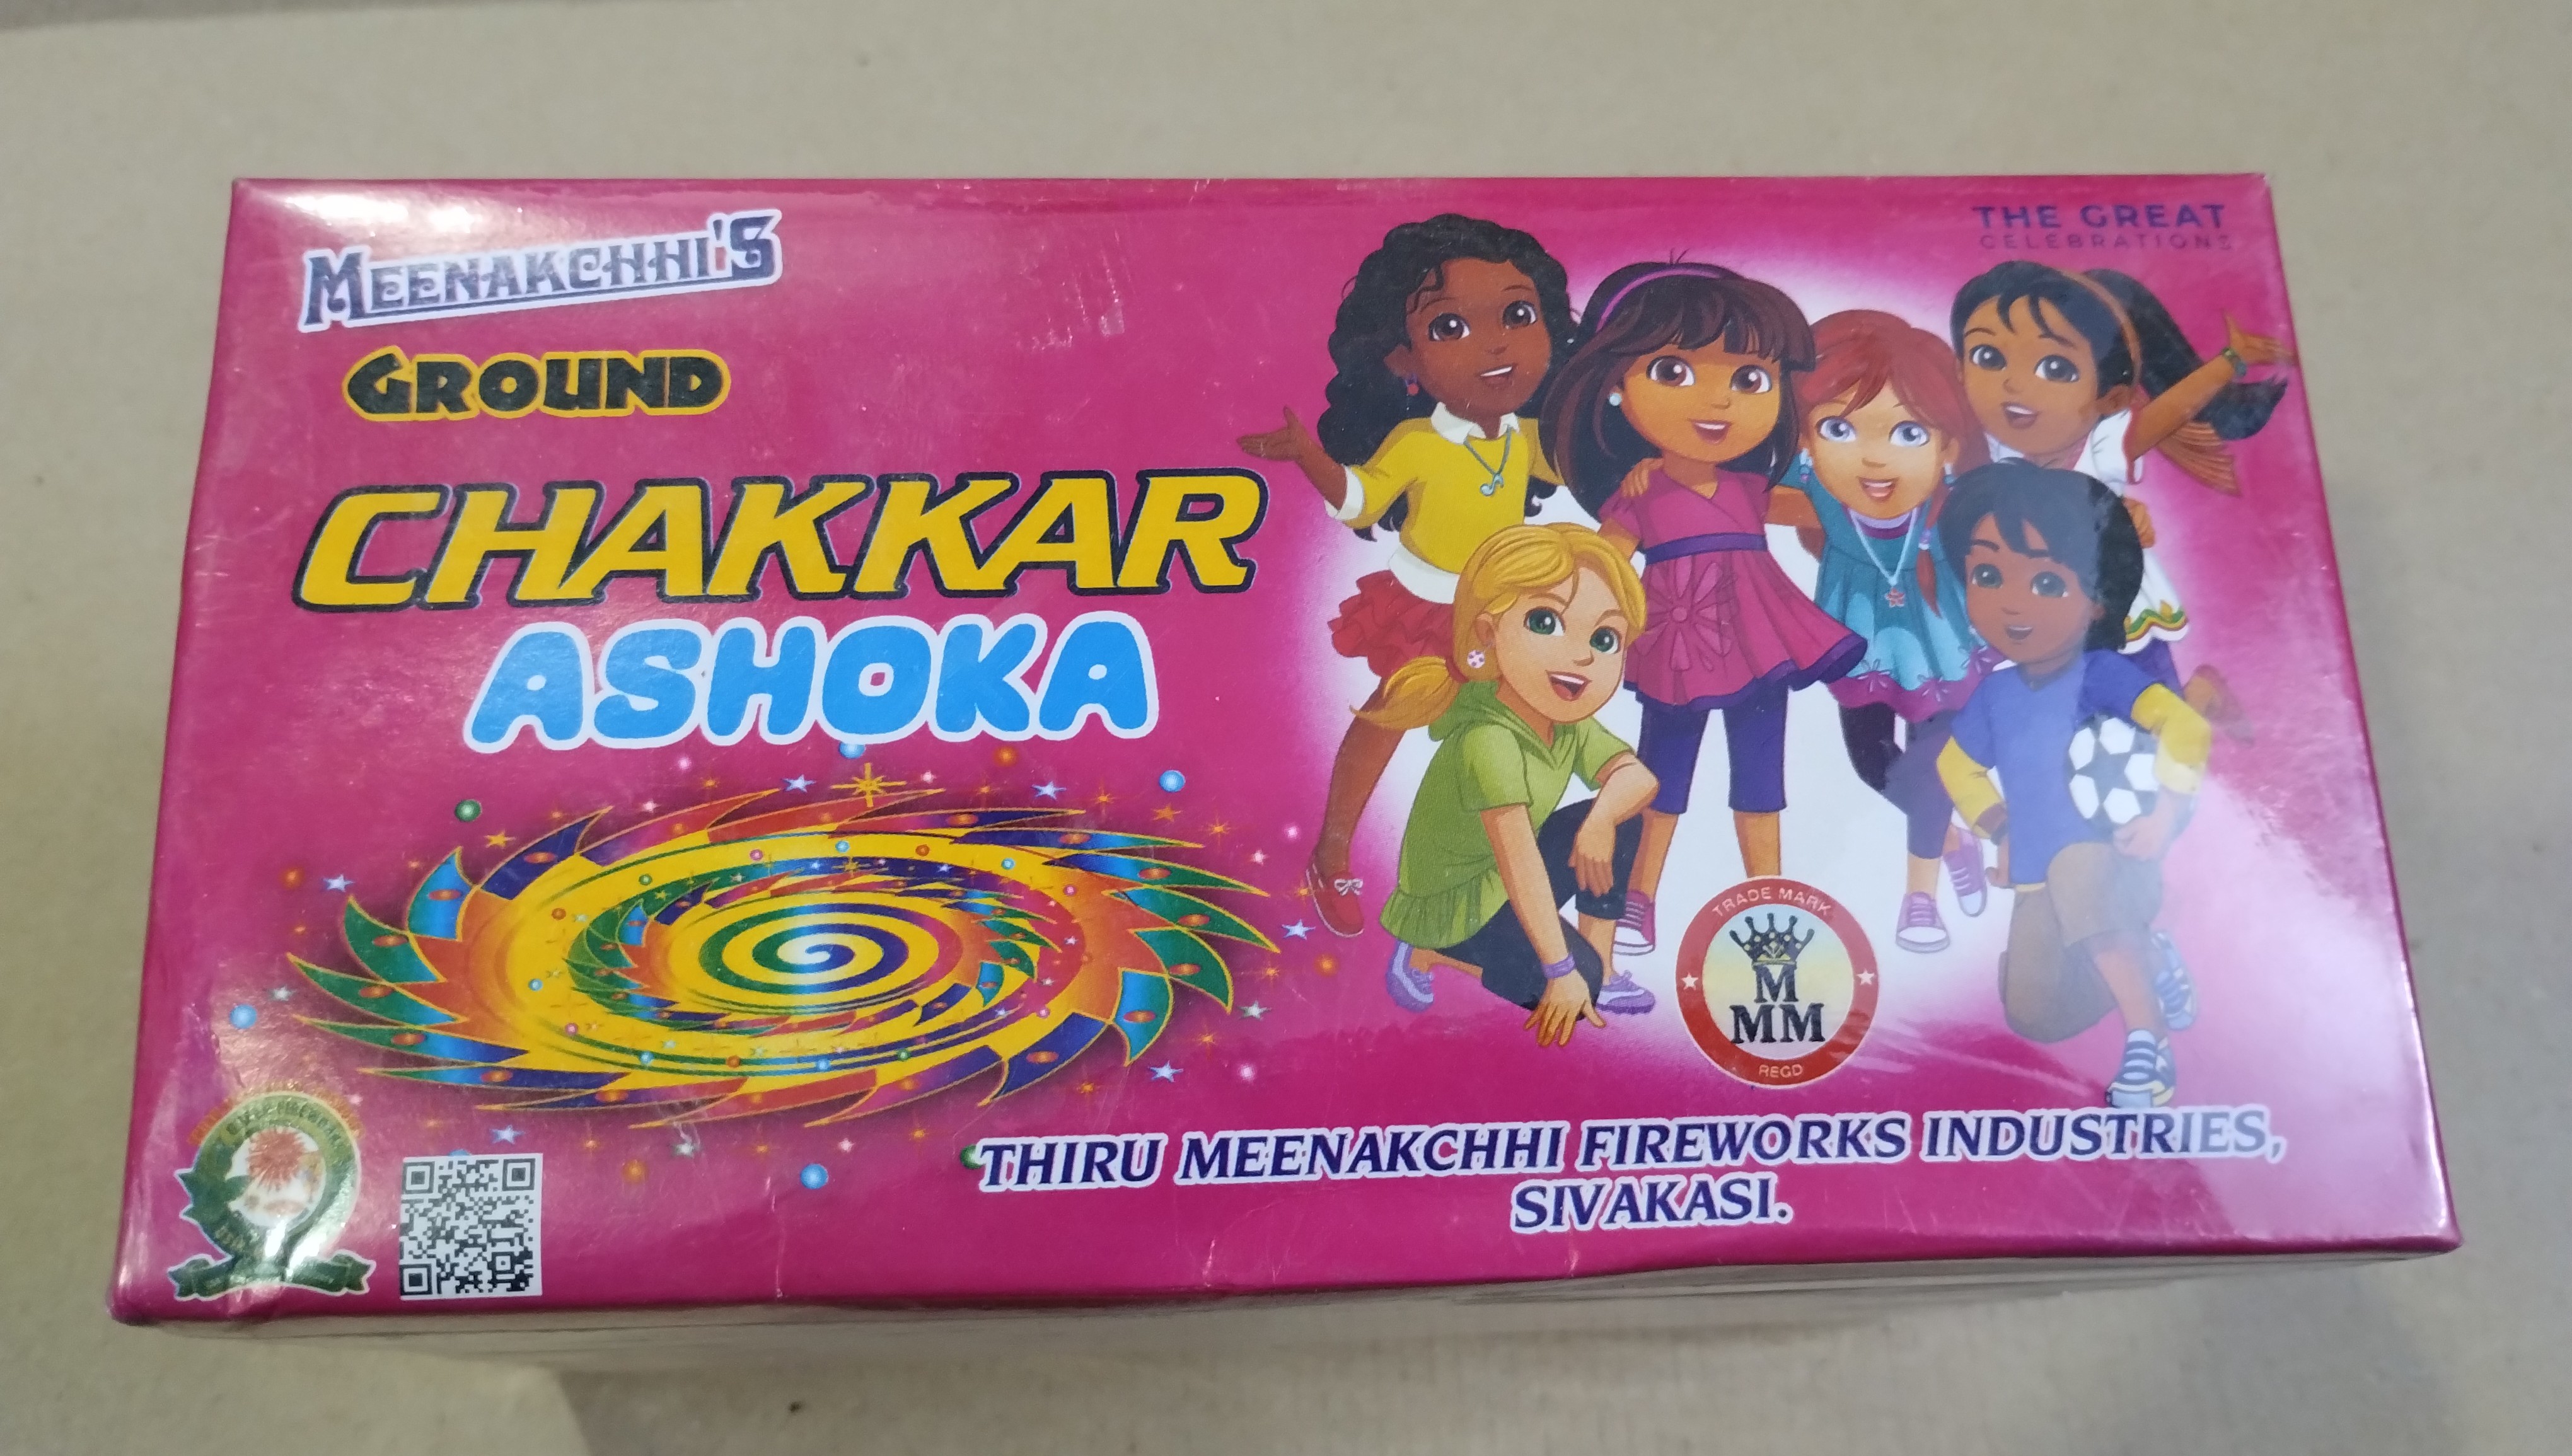 MEENAKCHHI'S
THE GREAT
CELEBRATIONS
GROUND
CHAKKAR
ASHOKA
TRADE MARK
M
MM
REGD
THIRU MEENAKCHHI FIREWORKS INDUSTRIES,
SIVAKASI.